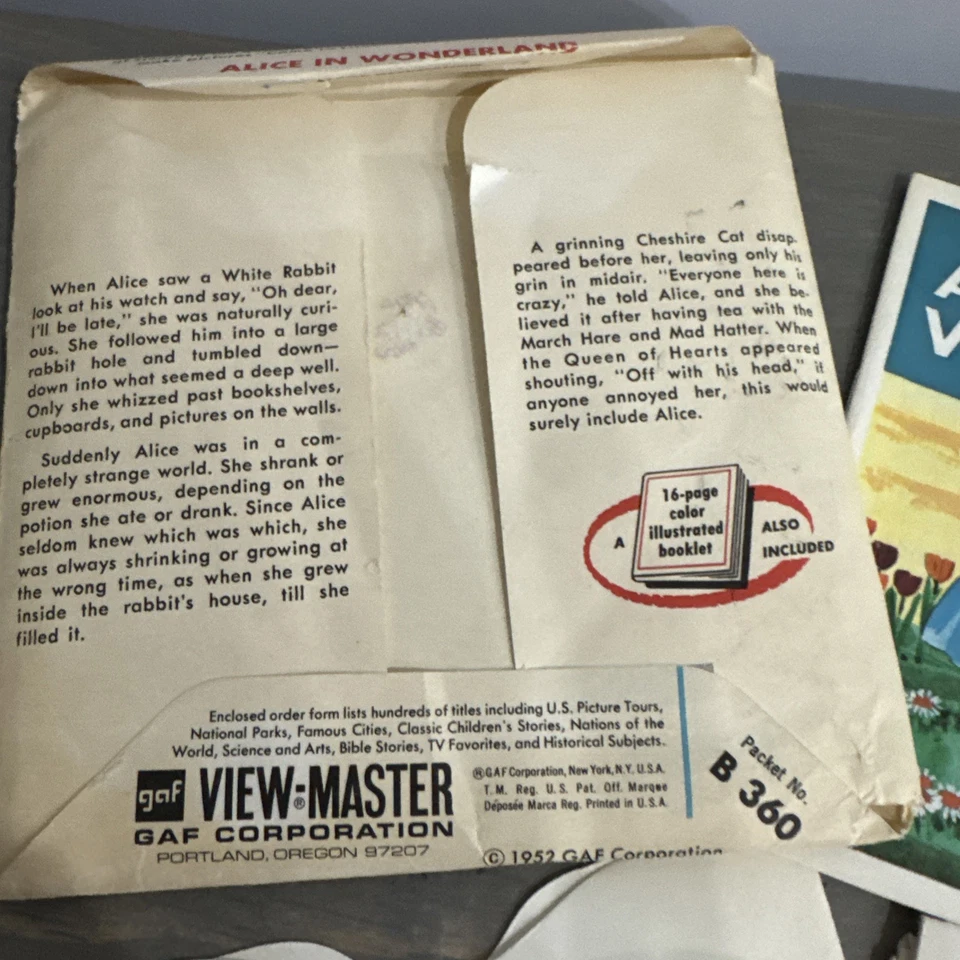 ALICE IN WONDERLAND
When Alice saw a White Rabbit
look at his watch and say, "Oh dear,
I'll be late," she was naturally curi-
ous. She followed him into a large
rabbit hole and tumbled down—
down into what seemed a deep well.
Only she whizzed past bookshelves,
cupboards, and pictures on the walls.
Suddenly Alice was in a com-
pletely strange world. She shrank or
grew enormous, depending on the
potion she ate or drank. Since Alice
seldom knew which was which, she
was always shrinking or growing at
the wrong time, as when she grew
inside the rabbit's house, till she
filled it.
A grinning Cheshire Cat disap-
peared before her, leaving only his
grin in midair. "Everyone here is
crazy," he told Alice, and she be-
lieved it after having tea with the
March Hare and Mad Hatter. When
the Queen of Hearts appeared
shouting, "Off with his head," if
anyone annoyed her, this would
surely include Alice.
A
16-page
color
illustrated
booklet
ALSO
INCLUDED
Enclosed order form lists hundreds of titles including U.S. Picture Tours,
National Parks, Famous Cities, Classic Children's Stories, Nations of the
World, Science and Arts, Bible Stories, TV Favorites, and Historical Subjects.
gaf VIEW-MASTER®
GAF CORPORATION
PORTLAND, OREGON 97207
®GAF Corporation, New York, N.Y. U.S.A.
T.M. Reg. U.S. Pat. Off. Marque
Déposée Marca Reg. Printed in U.S.A.
© 1952 GAF Corporation
Packet No.
B 360